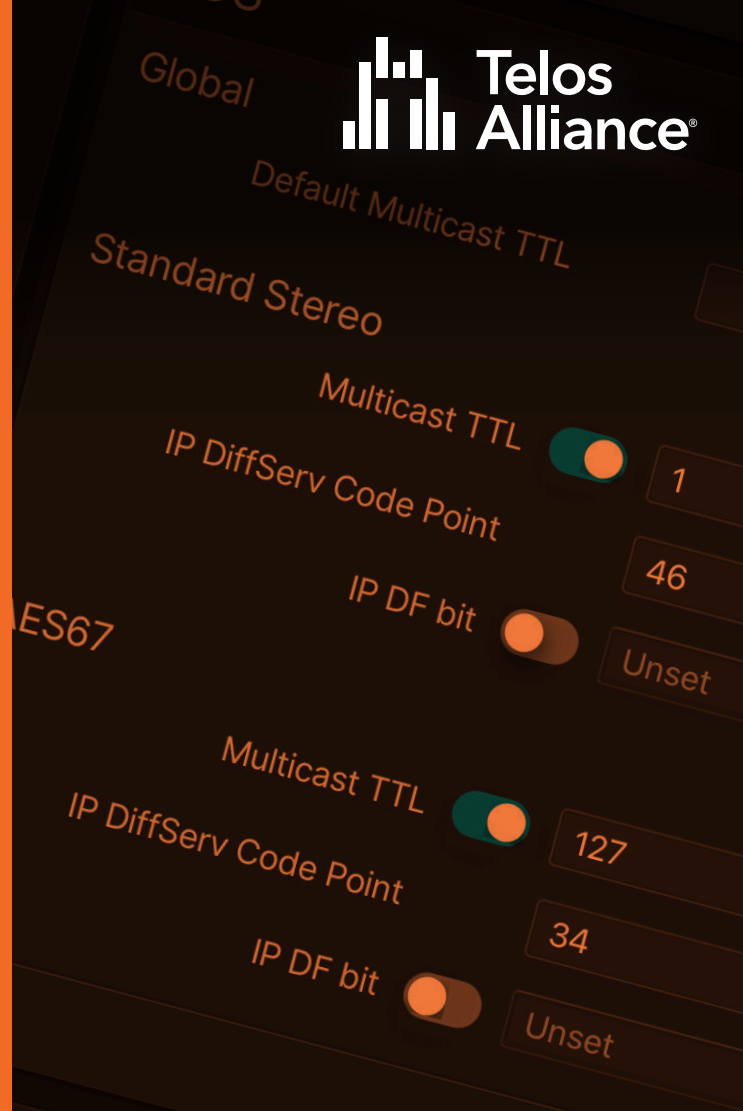 Telos
Alliance®
Global
Default Multicast TTL
Standard Stereo
Multicast TTL
1
IP DiffServ Code Point
46
IP DF bit
Unset
AES67
Multicast TTL
127
IP DiffServ Code Point
34
IP DF bit
Unset